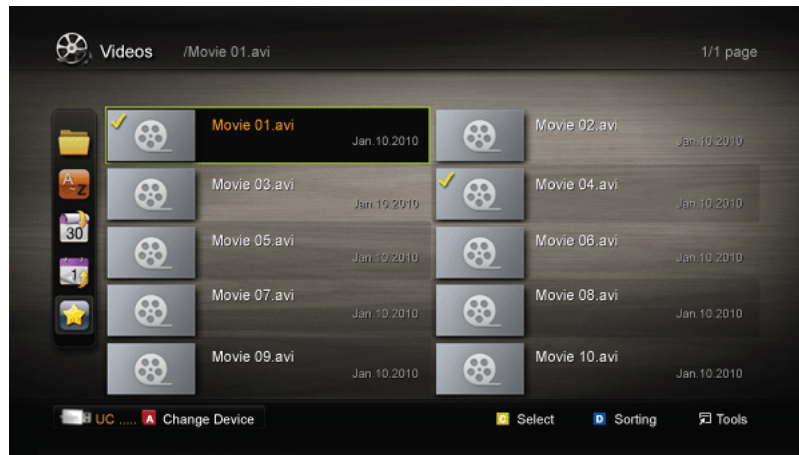 Videos /Movie 01.avi 1/1 page
Movie 01.avi
Jan.10.2010
Movie 02.avi
Jan.10.2010
A~Z
Movie 03.avi
Jan.10.2010
Movie 04.avi
Jan.10.2010
30
Movie 05.avi
Jan.10.2010
Movie 06.avi
Jan.10.2010
1
Movie 07.avi
Jan.10.2010
Movie 08.avi
Jan.10.2010
Movie 09.avi
Jan.10.2010
Movie 10.avi
Jan.10.2010
UC ..... A Change Device C Select D Sorting Tools